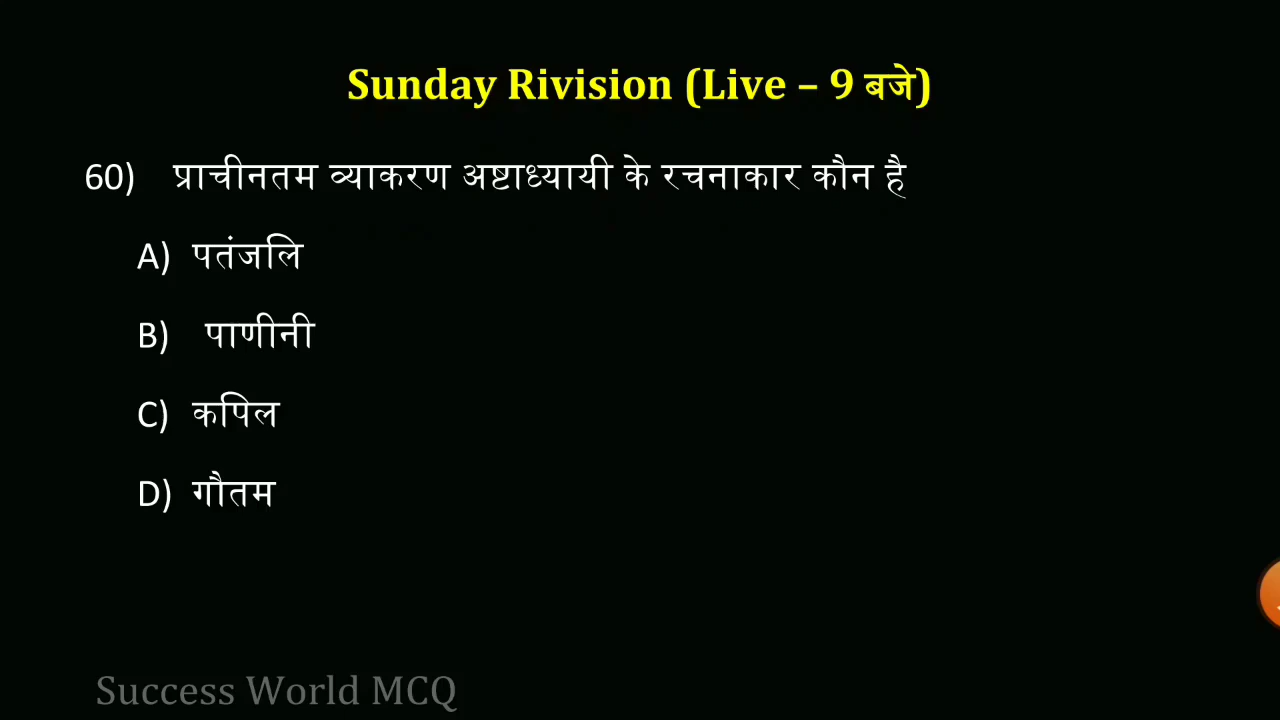 Sunday Rivision (Live – 9 बजे)
60) प्राचीनतम व्याकरण अष्टाध्यायी के रचनाकार कौन है
A) पतंजलि
B) पाणीनी
C) कपिल
D) गौतम
Success World MCQ